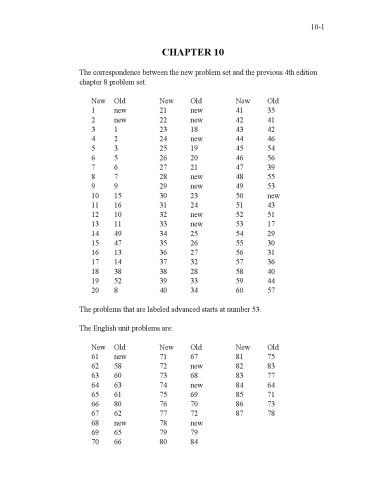 10-1
CHAPTER 10
The correspondence between the new problem set and the previous 4th edition
chapter 8 problem set.
New Old New Old New Old
1 new 21 new 41 35
2 new 22 new 42 41
3 1 23 18 43 42
4 2 24 new 44 46
5 3 25 19 45 54
6 5 26 20 46 56
7 6 27 21 47 39
8 7 28 new 48 55
9 9 29 new 49 53
10 15 30 23 50 new
11 16 31 24 51 43
12 10 32 new 52 51
13 11 33 new 53 17
14 49 34 25 54 29
15 47 35 26 55 30
16 13 36 27 56 31
17 14 37 32 57 36
18 38 38 28 58 40
19 52 39 33 59 44
20 8 40 34 60 57
The problems that are labeled advanced starts at number 53.
The English unit problems are:
New Old New Old New Old
61 new 71 67 81 75
62 58 72 new 82 83
63 60 73 68 83 77
64 63 74 new 84 64
65 61 75 69 85 71
66 80 76 70 86 73
67 62 77 72 87 78
68 new 78 new
69 65 79 79
70 66 80 84